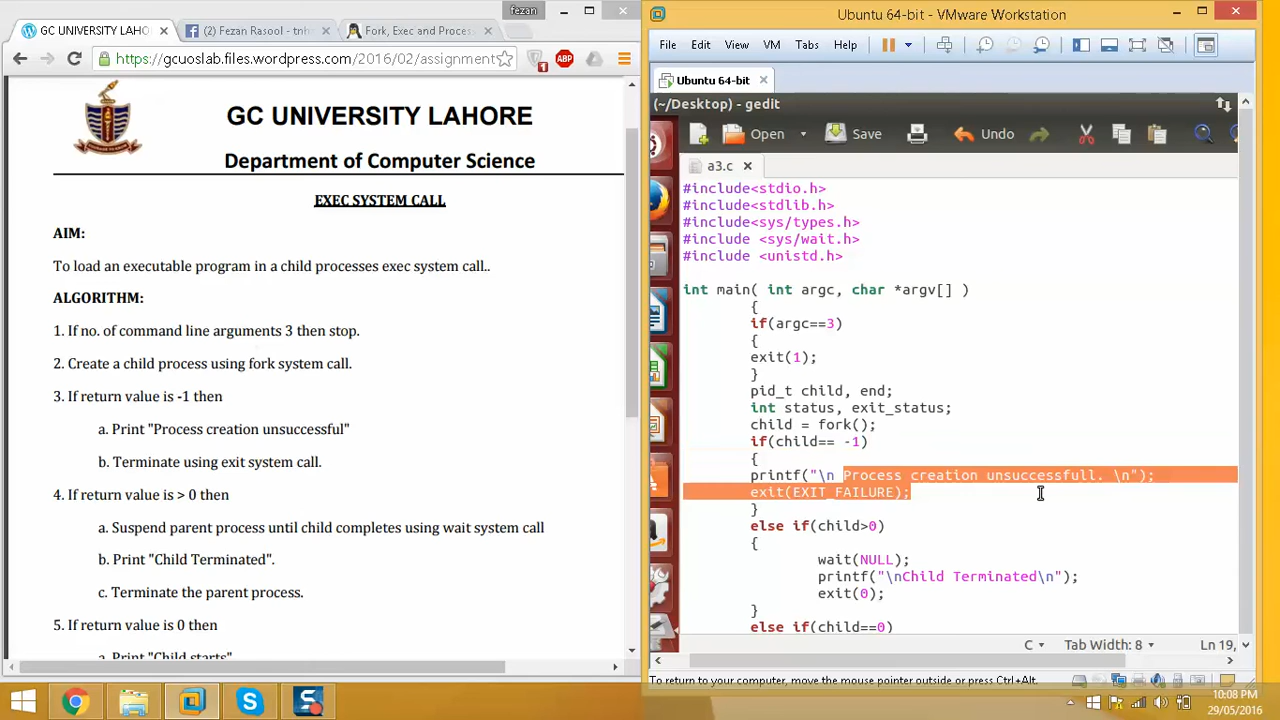 fezan
GC UNIVERSITY LAHO
(2) Fezan Rasool - tnh
Fork, Exec and Process
https://gcuoslab.files.wordpress.com/2016/02/assignment
1
ABP
GC UNIVERSITY LAHORE
Department of Computer Science
EXEC SYSTEM CALL
AIM:
To load an executable program in a child processes exec system call..
ALGORITHM:
1. If no. of command line arguments 3 then stop.
2. Create a child process using fork system call.
3. If return value is -1 then
a. Print "Process creation unsuccessful"
b. Terminate using exit system call.
4. If return value is > 0 then
a. Suspend parent process until child completes using wait system call
b. Print "Child Terminated".
c. Terminate the parent process.
5. If return value is 0 then
a. Print "Child starts"
Ubuntu 64-bit - VMware Workstation
File Edit View VM Tabs Help
Ubuntu 64-bit
(~/Desktop) - gedit
Open Save Undo
a3.c
#include<stdio.h>
#include<stdlib.h>
#include<sys/types.h>
#include <sys/wait.h>
#include <unistd.h>
int main( int argc, char *argv[] )
{
if(argc==3)
{
exit(1);
}
pid_t child, end;
int status, exit_status;
child = fork();
if(child== -1)
{
printf("\n Process creation unsuccessfull. \n");
exit(EXIT_FAILURE);
}
else if(child>0)
{
wait(NULL);
printf("\nChild Terminated\n");
exit(0);
}
else if(child==0)
C Tab Width: 8 Ln 19,
To return to your computer, move the mouse pointer outside or press Ctrl+Alt.
10:08 PM
29/05/2016